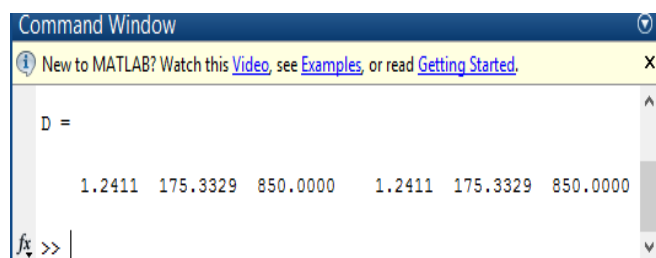 Command Window
New to MATLAB? Watch this Video, see Examples, or read Getting Started. X
D =
1.2411 175.3329 850.0000 1.2411 175.3329 850.0000
fx >>